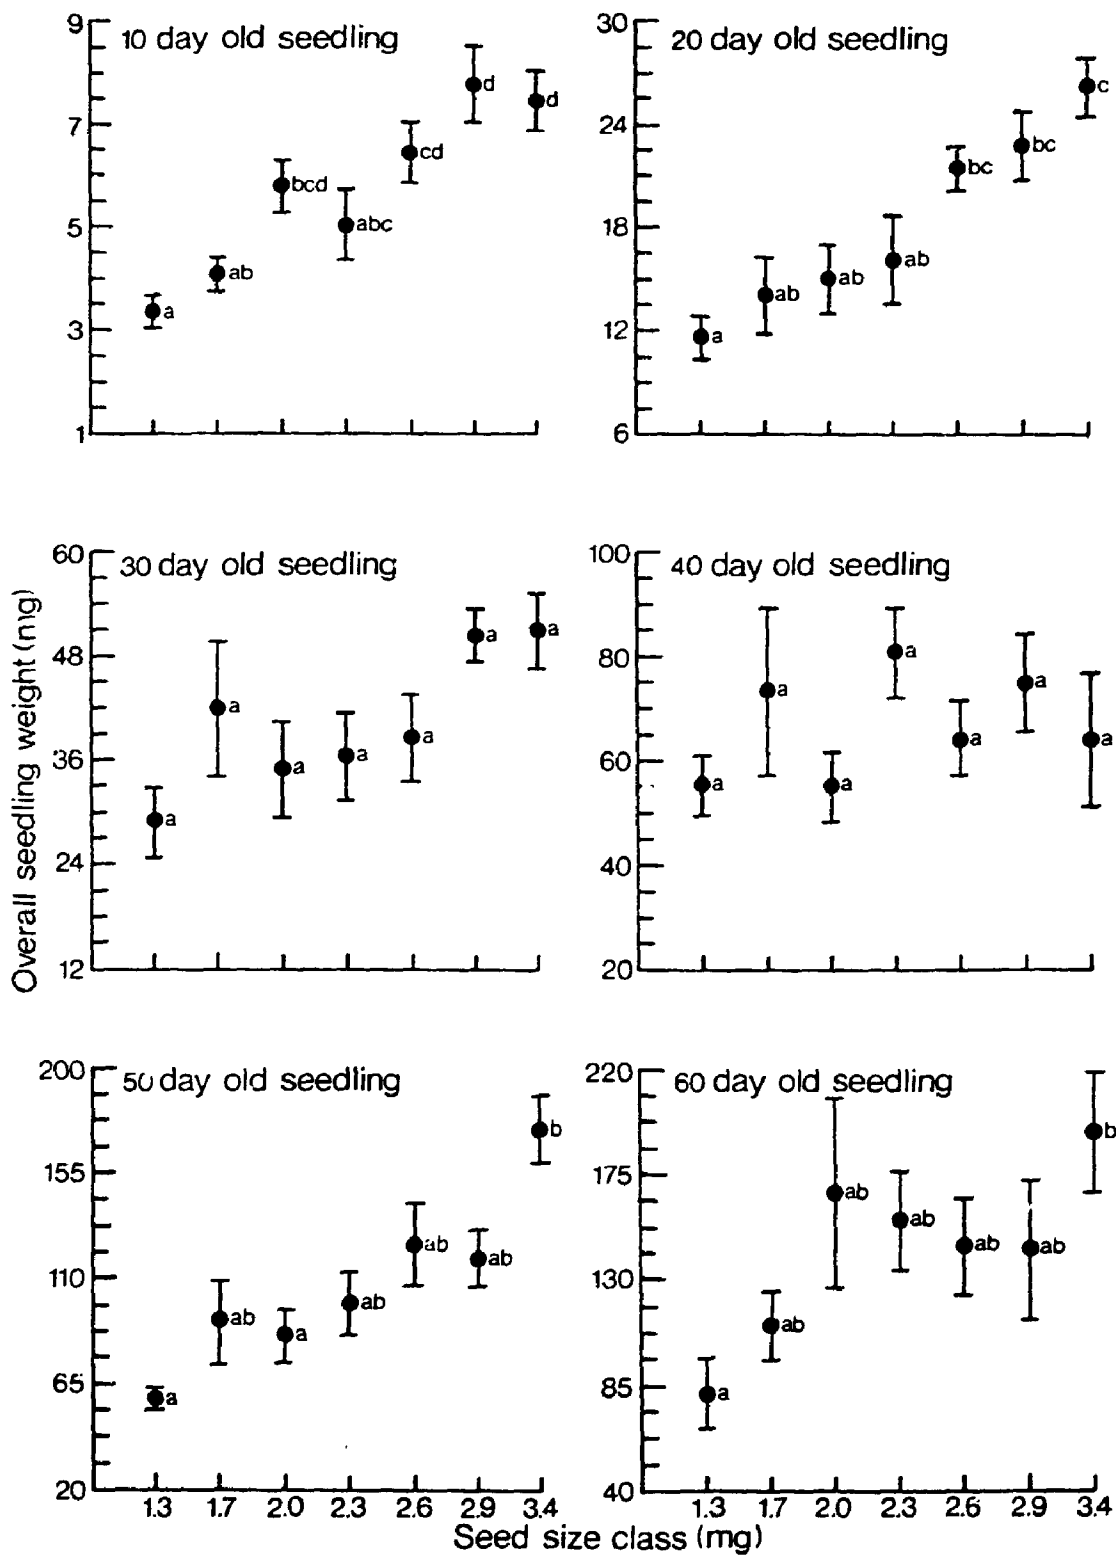 10 day old seedling
9
7
5
3
1
a
ab
bcd
abc
cd
d
d
20 day old seedling
30
24
18
12
6
a
ab
ab
ab
bc
bc
c
Overall seedling weight (mg)
30 day old seedling
60
48
36
24
12
a
a
a
a
a
a
a
40 day old seedling
100
80
60
40
20
a
a
a
a
a
a
a
50 day old seedling
200
155
110
65
20
a
ab
a
ab
ab
ab
b
1.3 1.7 2.0 2.3 2.6 2.9 3.4
60 day old seedling
220
175
130
85
40
a
ab
ab
ab
ab
ab
b
1.3 1.7 2.0 2.3 2.6 2.9 3.4
Seed size class (mg)